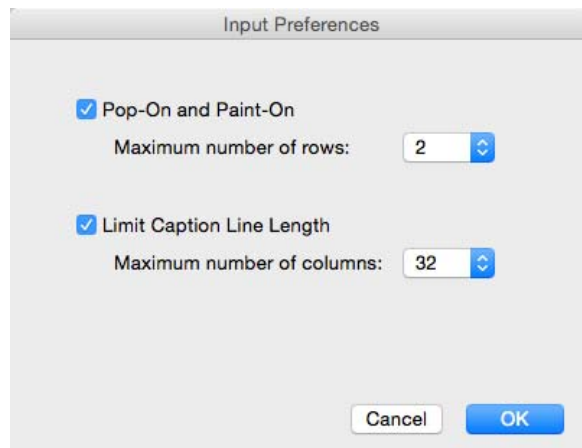 Input Preferences
Pop-On and Paint-On
Maximum number of rows: 2
Limit Caption Line Length
Maximum number of columns: 32
Cancel OK